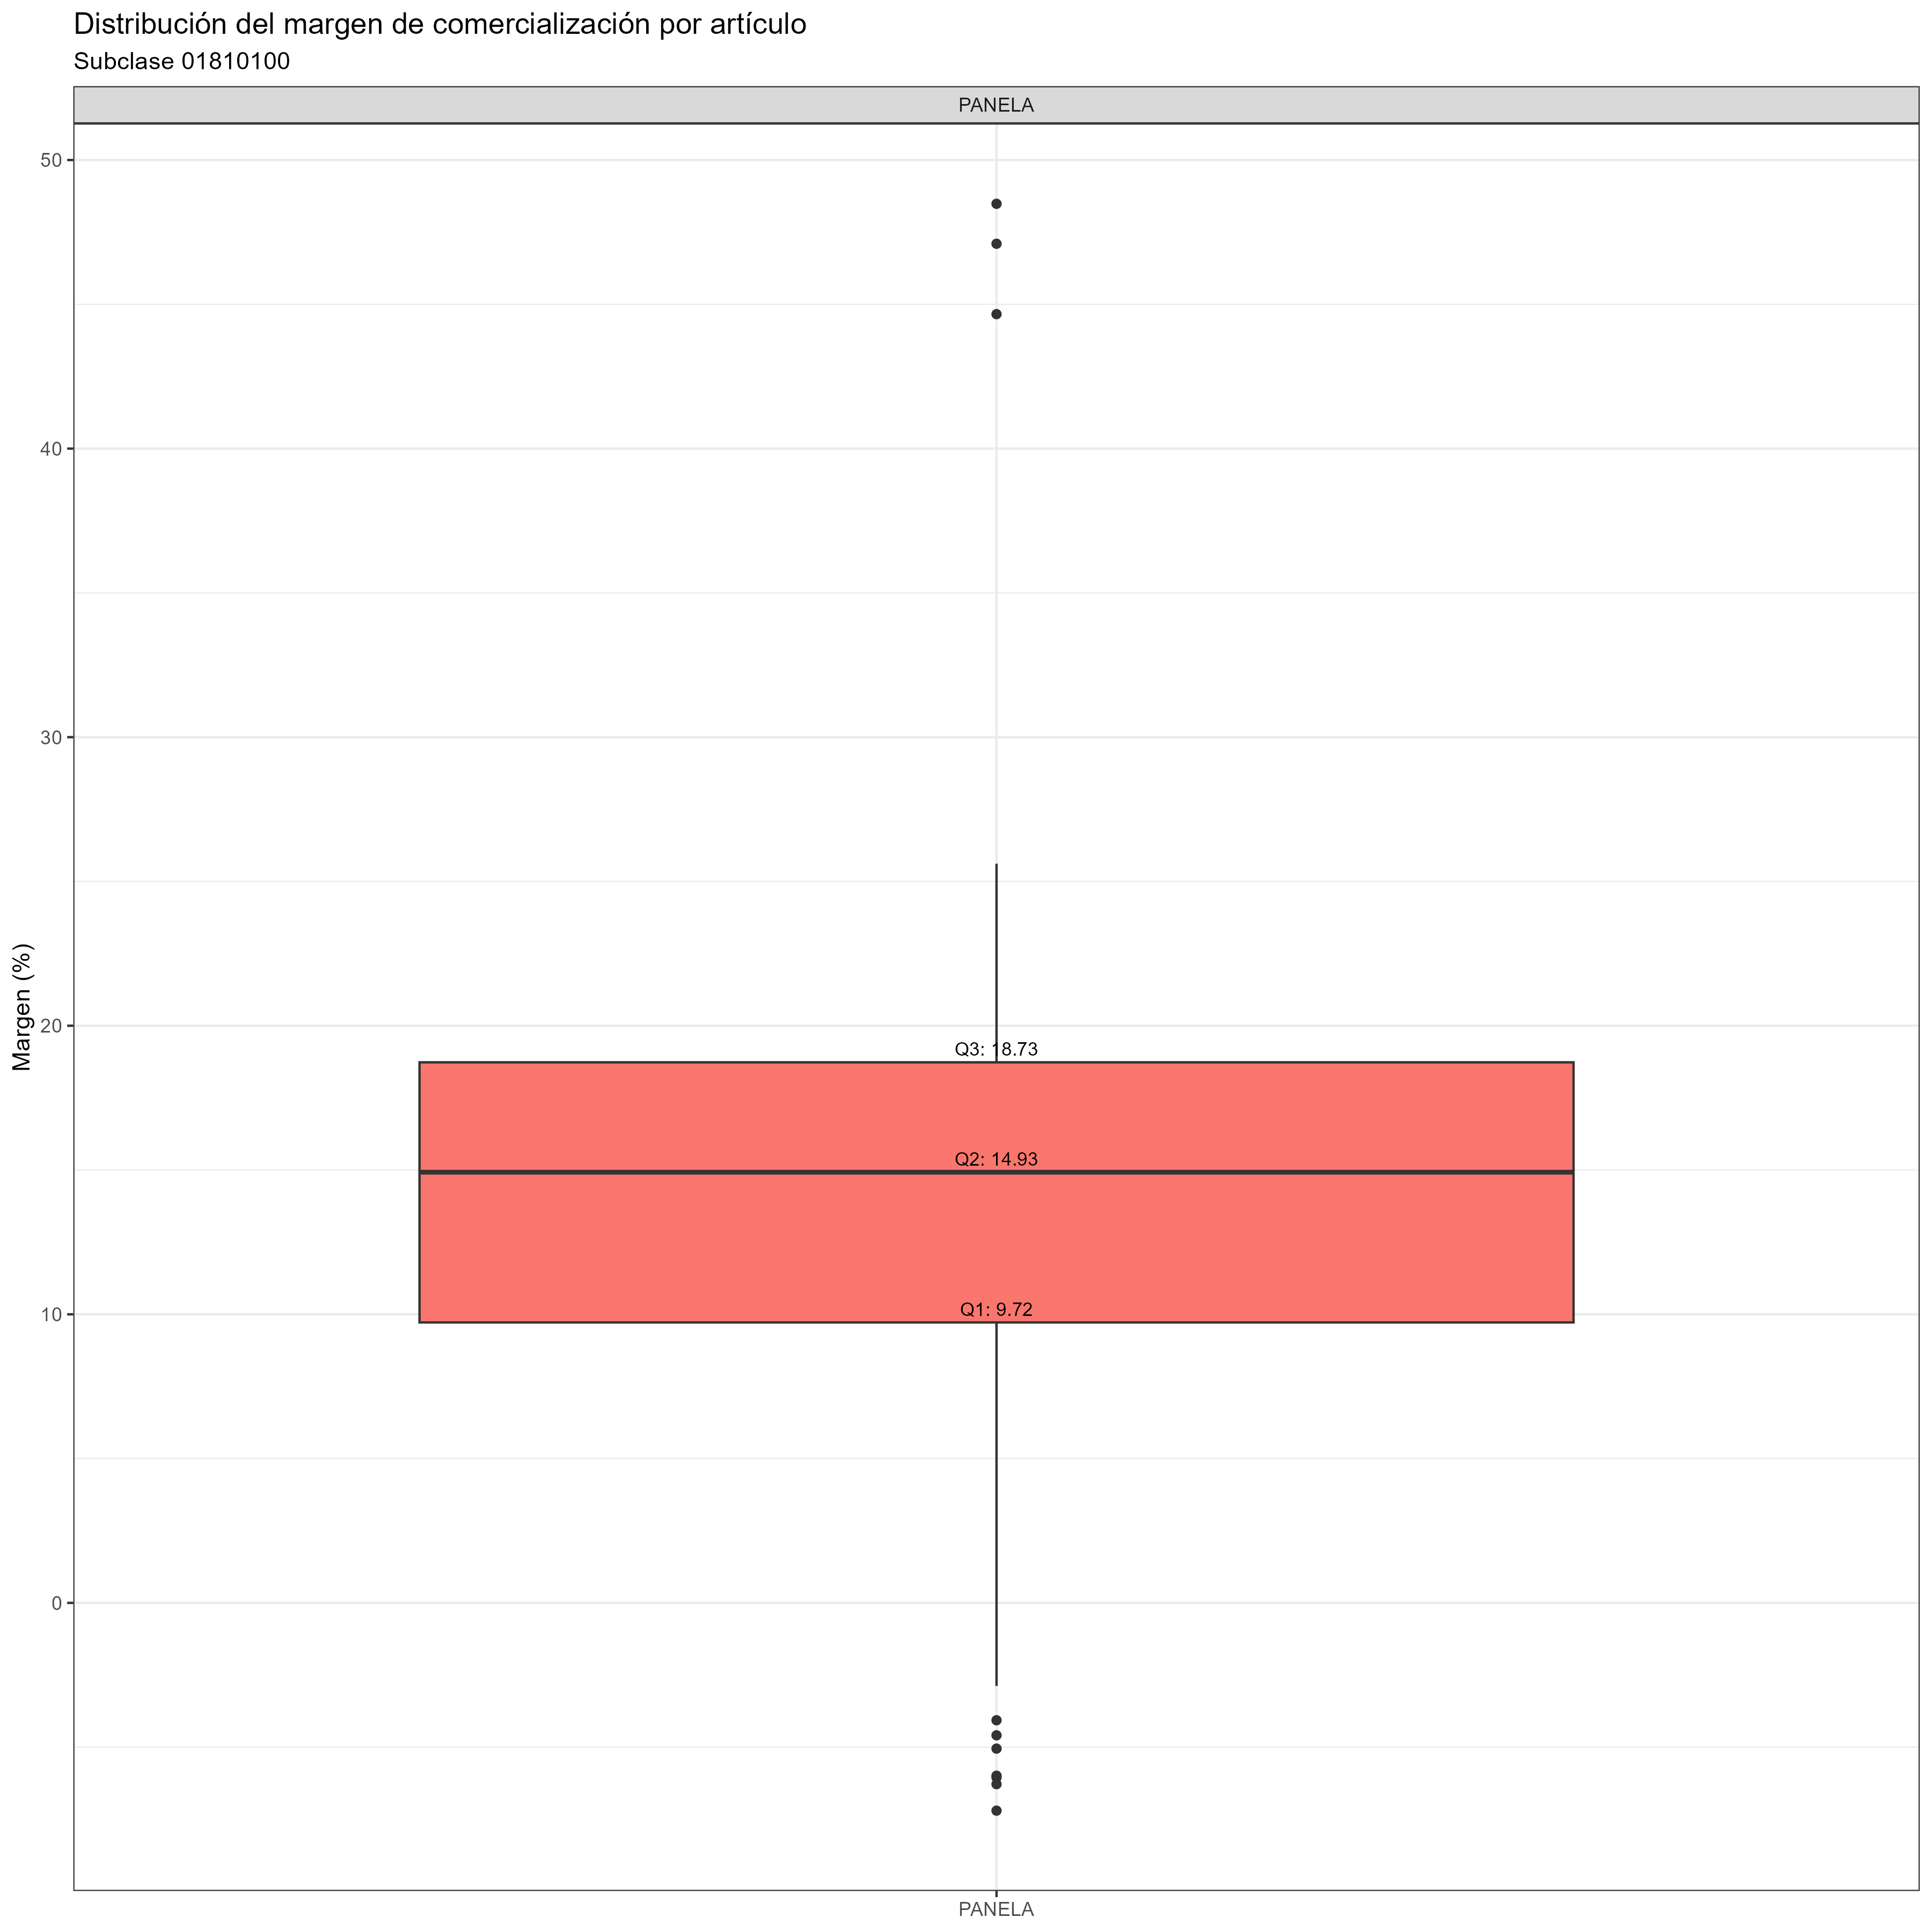 Distribución del margen de comercialización por artículo
Subclase 01810100
PANELA
Margen (%)
50
40
30
20
10
0
Q3: 18.73
Q2: 14.93
Q1: 9.72
PANELA